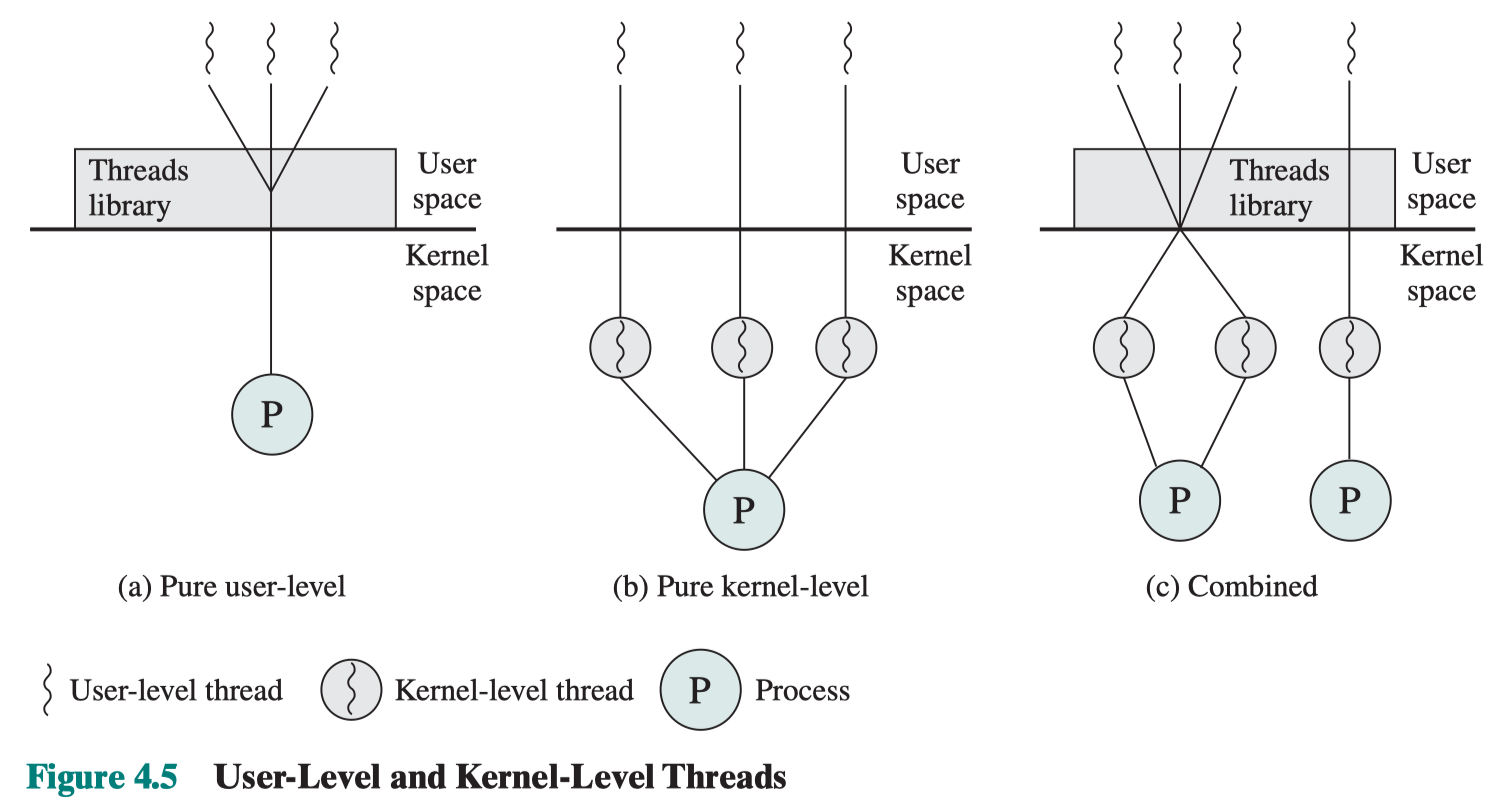 Threads
library
User
space
Kernel
space
P
(a) Pure user-level
User
space
Kernel
space
P
(b) Pure kernel-level
Threads
library
User
space
Kernel
space
P
P
(c) Combined
User-level thread
Kernel-level thread
P
Process
Figure 4.5 User-Level and Kernel-Level Threads